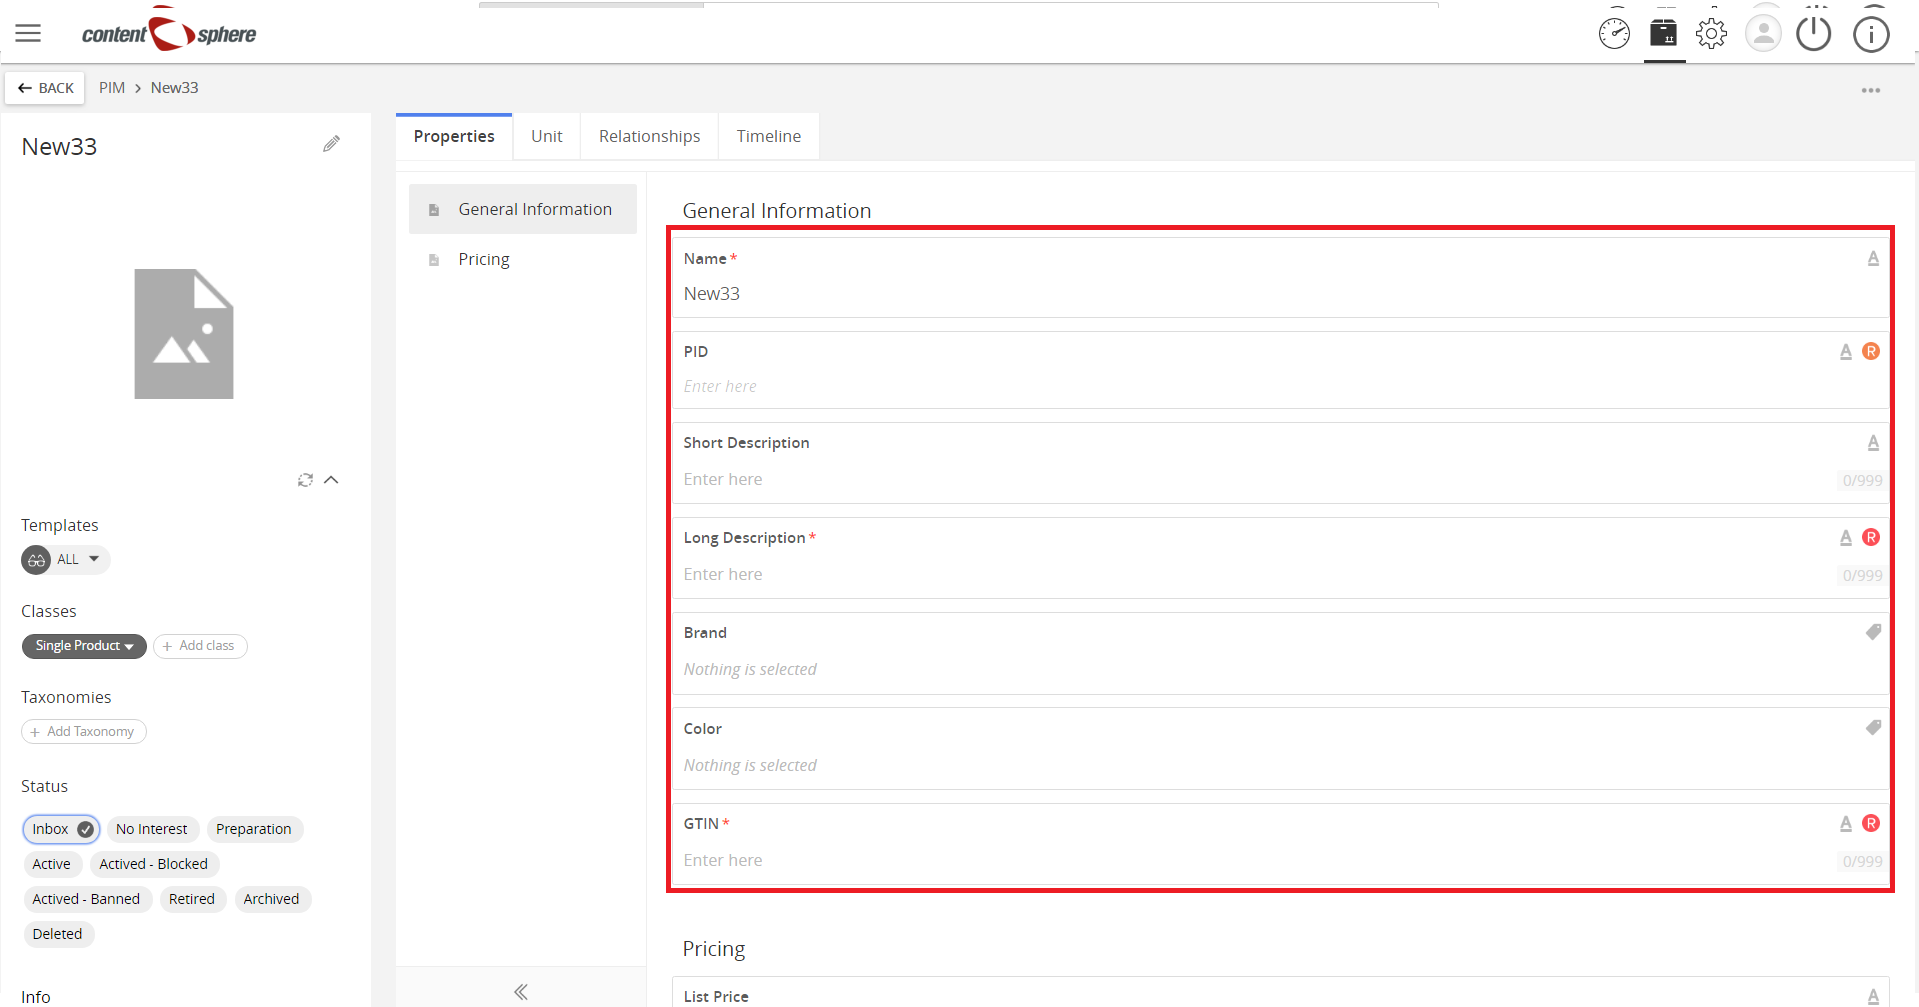 content sphere
BACK PIM > New33
New33
Templates
ALL
Classes
Single Product + Add class
Taxonomies
+ Add Taxonomy
Status
Inbox No Interest Preparation
Active Actived - Blocked
Actived - Banned Retired Archived
Deleted
Info
Properties Unit Relationships Timeline
General Information
Pricing
General Information
Name * A
New33
PID A R
Enter here
Short Description A
Enter here 0/999
Long Description * A R
Enter here 0/999
Brand
Nothing is selected
Color
Nothing is selected
GTIN * A R
Enter here 0/999
Pricing
List Price A